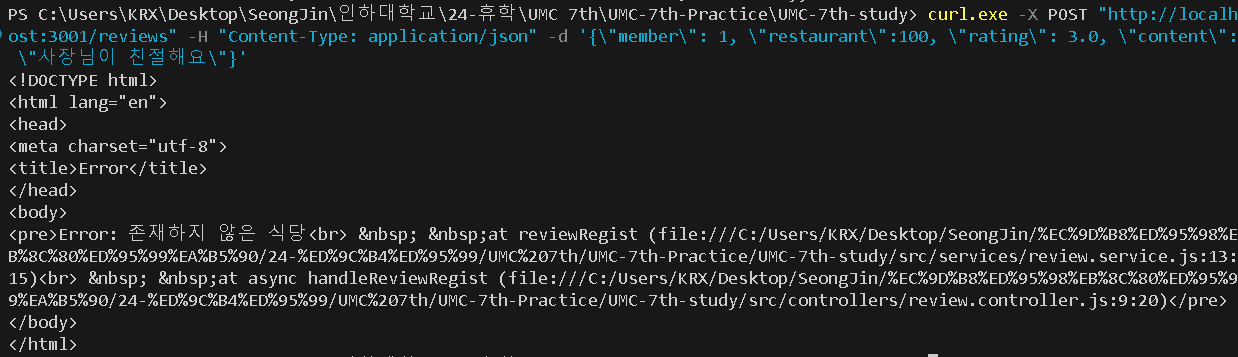 PS C:\Users\KRX\Desktop\SeongJin\인하대학교\24-휴학\UMC 7th\UMC-7th-Practice\UMC-7th-study> curl.exe -X POST "http://localh
ost:3001/reviews" -H "Content-Type: application/json" -d '{\"member\": 1, \"restaurant\":100, \"rating\": 3.0, \"content\":
\"사장님이 친절해요\"}'
<!DOCTYPE html>
<html lang="en">
<head>
<meta charset="utf-8">
<title>Error</title>
</head>
<body>
<pre>Error: 존재하지 않은 식당<br> &nbsp; &nbsp;at reviewRegist (file:///C:/Users/KRX/Desktop/SeongJin/%EC%9D%B8%ED%95%98%E
B%8C%80%ED%95%99%EA%B5%90/24-%ED%9C%B4%ED%95%99/UMC%207th/UMC-7th-Practice/UMC-7th-study/src/services/review.service.js:13:
15)<br> &nbsp; &nbsp;at async handleReviewRegist (file:///C:/Users/KRX/Desktop/SeongJin/%EC%9D%B8%ED%95%98%EB%8C%80%ED%95%9
9%EA%B5%90/24-%ED%9C%B4%ED%95%99/UMC%207th/UMC-7th-Practice/UMC-7th-study/src/controllers/review.controller.js:9:20)</pre>
</body>
</html>